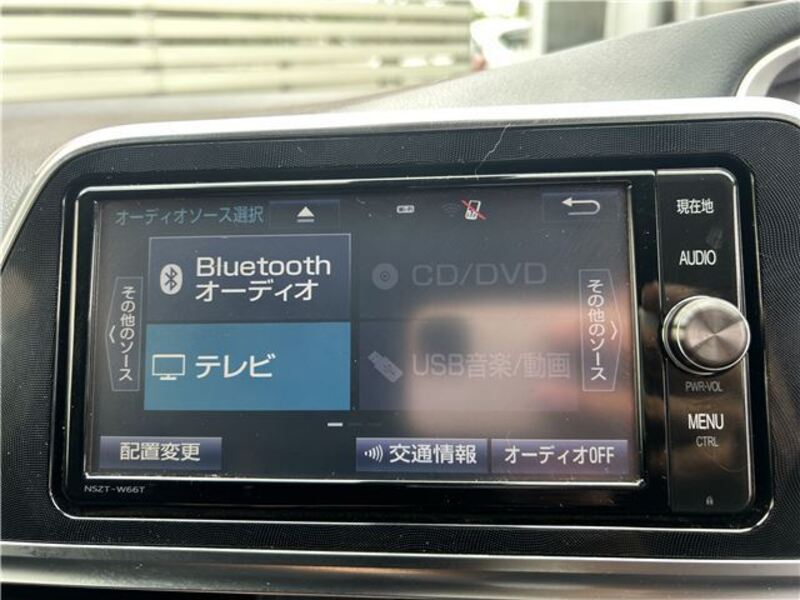 オーディオソース選択
Wi-Fi
現在地
Bluetooth
オーディオ
CD/DVD
AUDIO
その他のソース
その他のソース
テレビ
USB音楽/動画
PWR-VOL
MENU
CTRL
配置変更
交通情報
オーディオOFF
NSZT-W66T